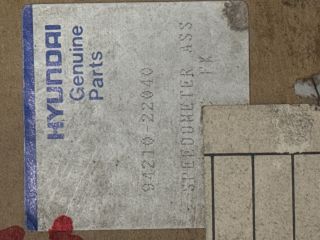 HYUNDAI
Genuine
Parts
94210-22040
SPEEDOMETER ASS
PK